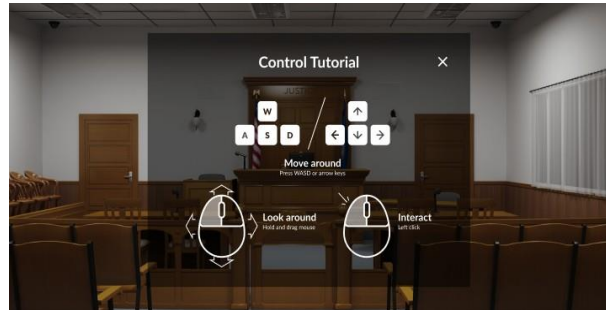 Control Tutorial
JUSTI
W
A S D
Move around
Press WASD or arrow keys
Look around
Hold and drag mouse
Interact
Left click